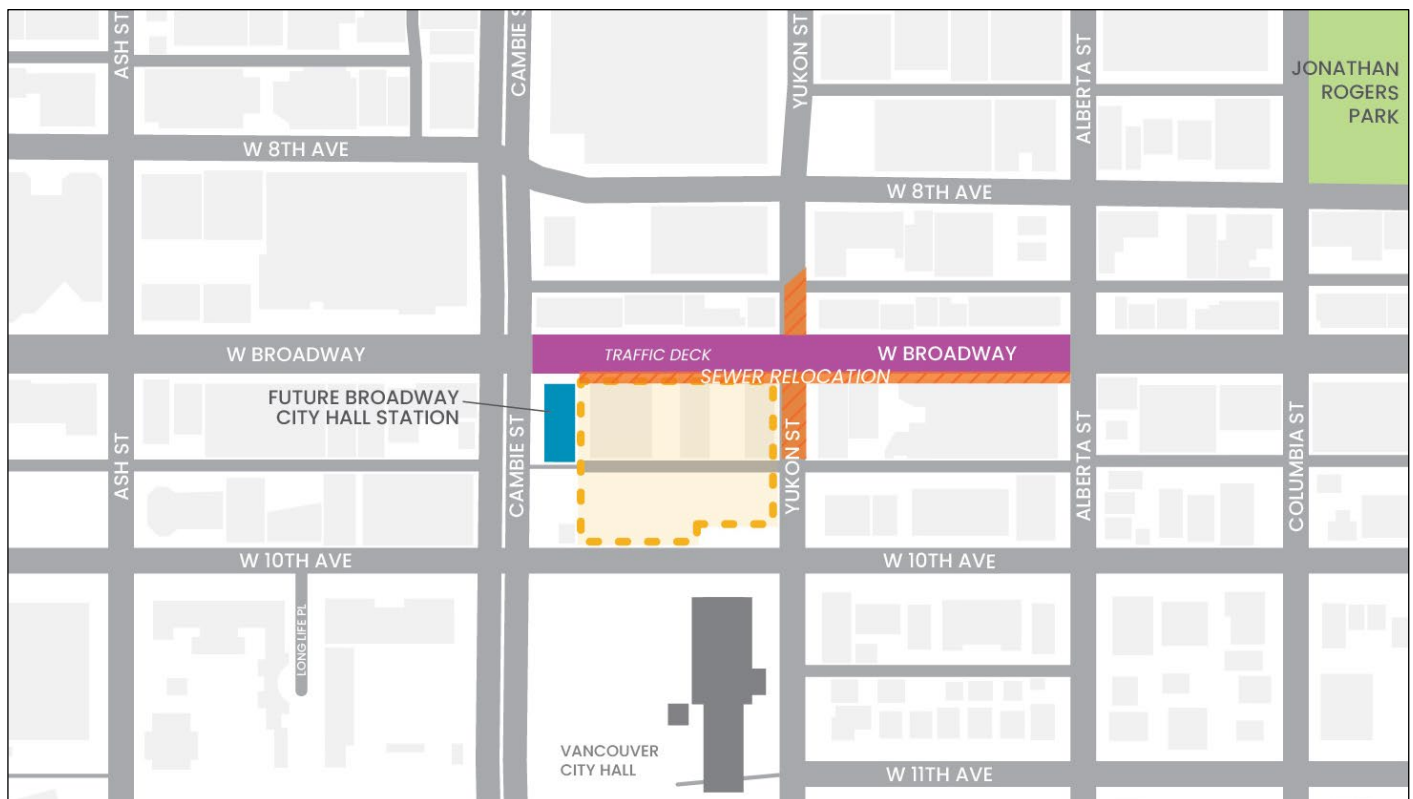 ASH ST
CAMBIE S
YUKON ST
ALBERTA ST
JONATHAN
ROGERS
PARK
W 8TH AVE
W 8TH AVE
W BROADWAY
TRAFFIC DECK
W BROADWAY
SEWER RELOCATION
FUTURE BROADWAY
CITY HALL STATION
ASH ST
CAMBIE ST
YUKON ST
ALBERTA ST
COLUMBIA ST
W 10TH AVE
W 10TH AVE
LONG LIFE PL
VANCOUVER
CITY HALL
W 11TH AVE